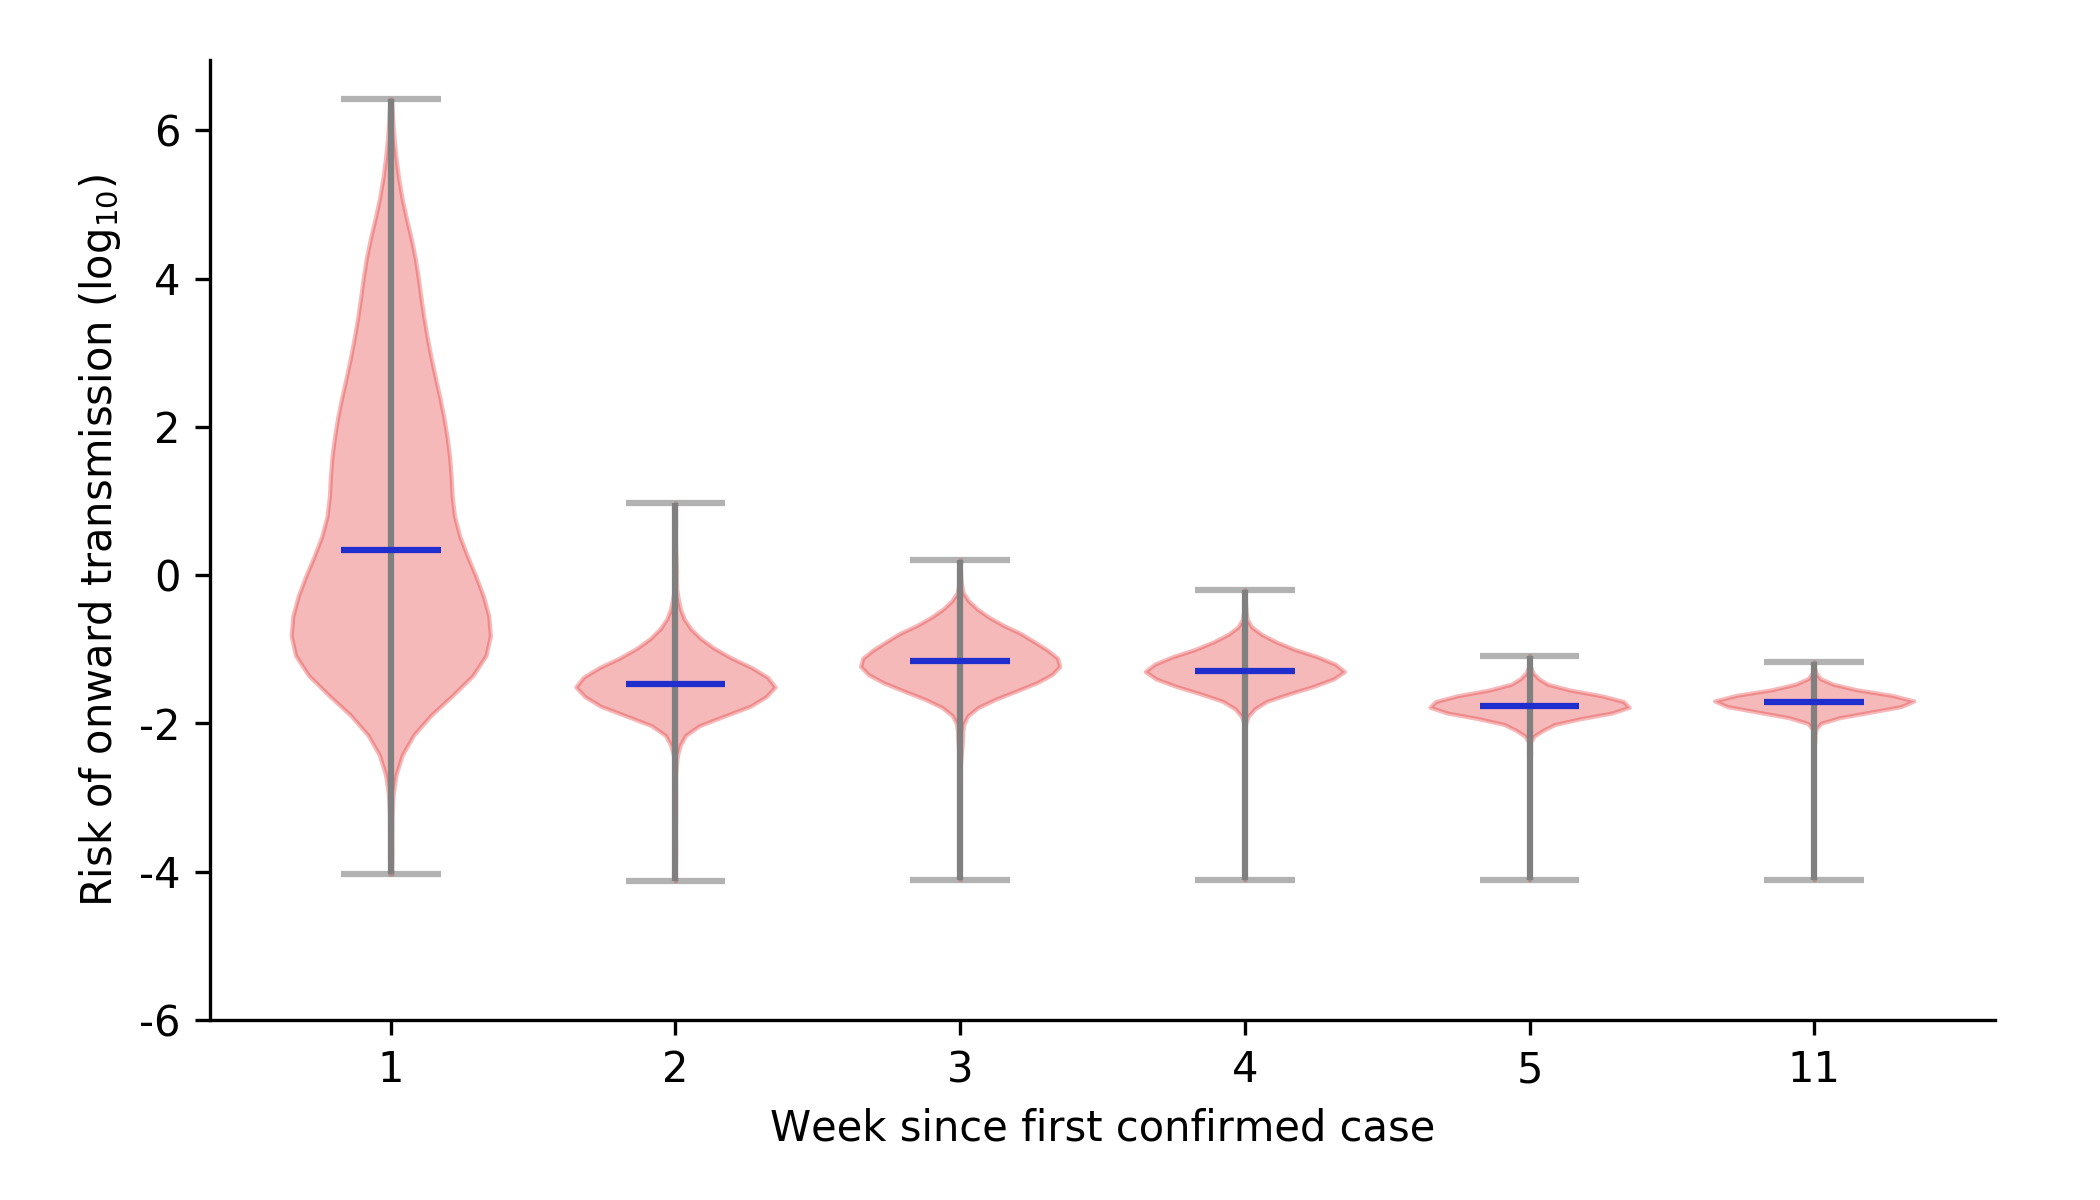 Risk of onward transmission (log₁₀)
6
4
2
0
-2
-4
-6
1 2 3 4 5 11
Week since first confirmed case